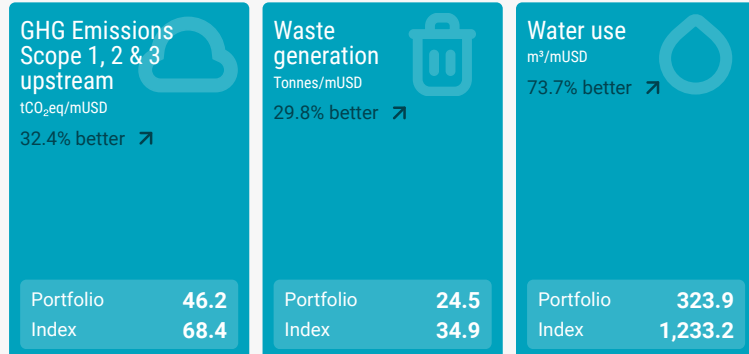 GHG Emissions
Scope 1, 2 & 3
upstream
tCO₂eq/mUSD
32.4% better
Portfolio 46.2
Index 68.4
Waste
generation
Tonnes/mUSD
29.8% better
Portfolio 24.5
Index 34.9
Water use
m³/mUSD
73.7% better
Portfolio 323.9
Index 1,233.2